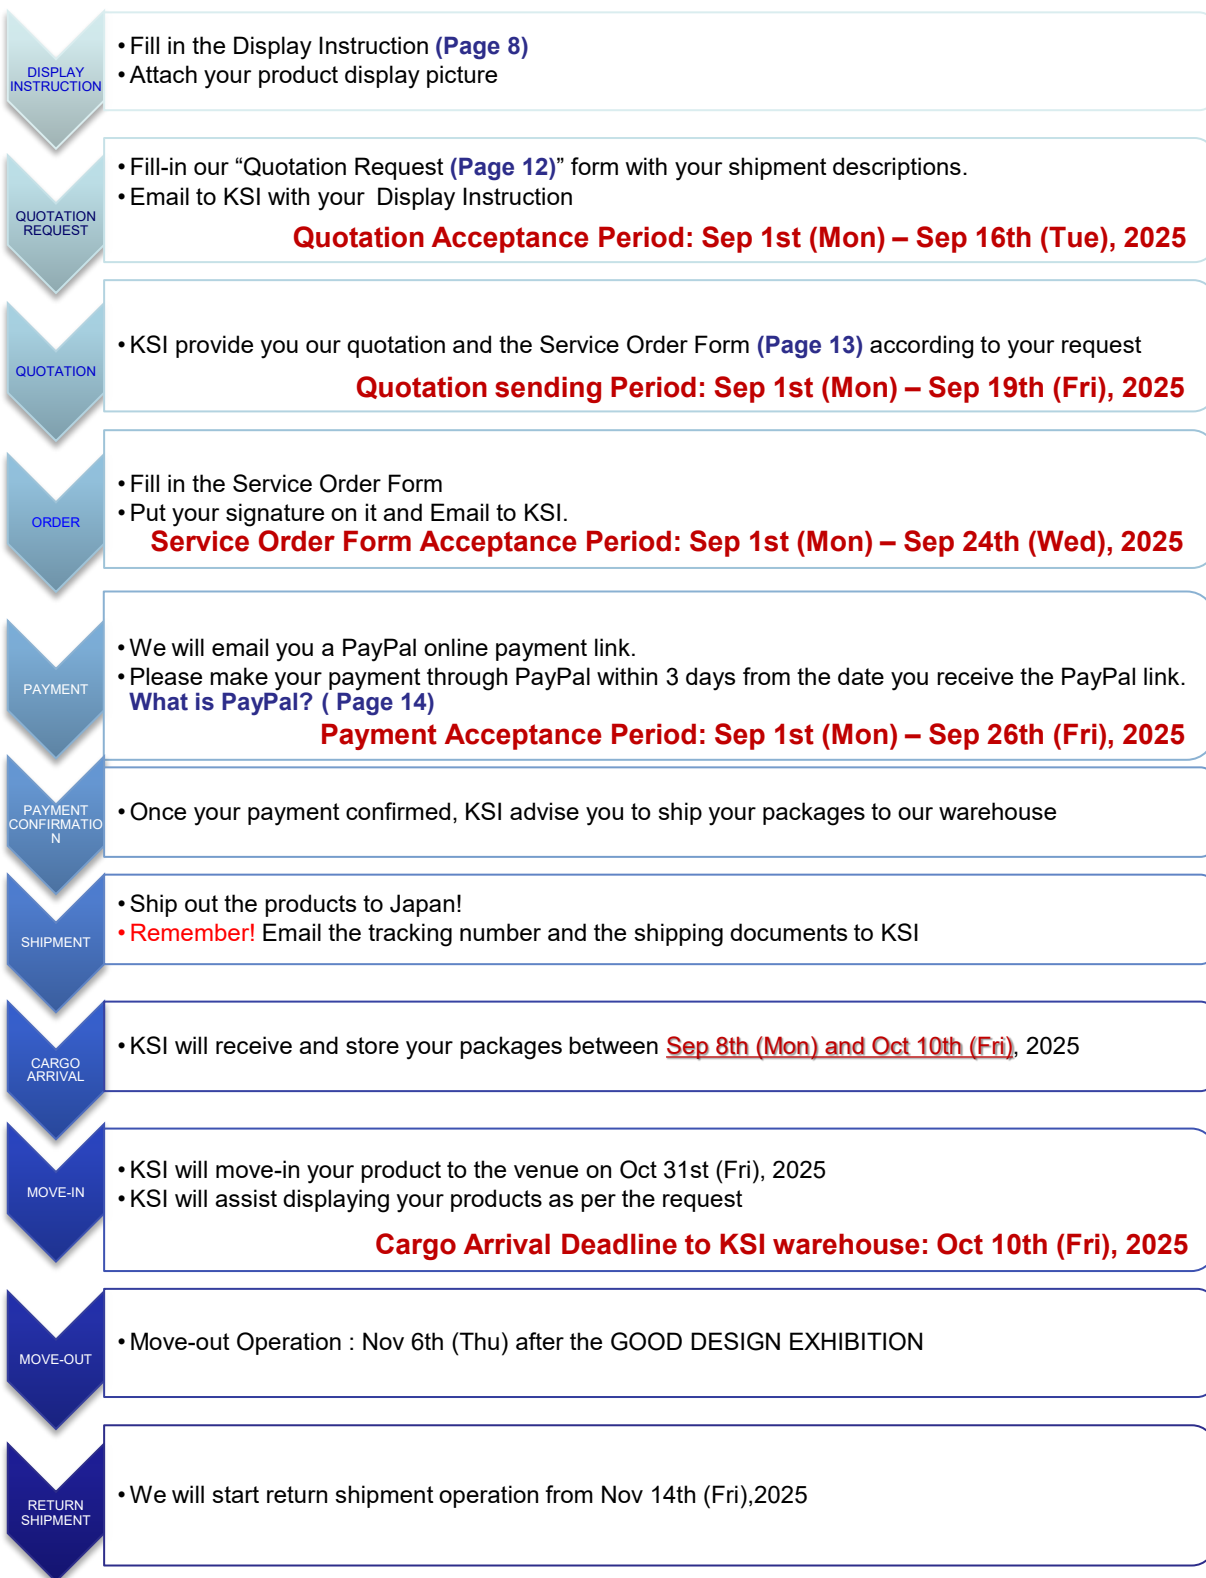 DISPLAY
INSTRUCTION
• Fill in the Display Instruction (Page 8)
• Attach your product display picture
QUOTATION
REQUEST
• Fill-in our “Quotation Request (Page 12)” form with your shipment descriptions.
• Email to KSI with your Display Instruction
Quotation Acceptance Period: Sep 1st (Mon) – Sep 16th (Tue), 2025
QUOTATION
• KSI provide you our quotation and the Service Order Form (Page 13) according to your request
Quotation sending Period: Sep 1st (Mon) – Sep 19th (Fri), 2025
ORDER
• Fill in the Service Order Form
• Put your signature on it and Email to KSI.
Service Order Form Acceptance Period: Sep 1st (Mon) – Sep 24th (Wed), 2025
PAYMENT
• We will email you a PayPal online payment link.
• Please make your payment through PayPal within 3 days from the date you receive the PayPal link.
What is PayPal? ( Page 14)
Payment Acceptance Period: Sep 1st (Mon) – Sep 26th (Fri), 2025
PAYMENT
CONFIRMATIO
N
• Once your payment confirmed, KSI advise you to ship your packages to our warehouse
SHIPMENT
• Ship out the products to Japan!
• Remember! Email the tracking number and the shipping documents to KSI
CARGO
ARRIVAL
• KSI will receive and store your packages between Sep 8th (Mon) and Oct 10th (Fri), 2025
MOVE-IN
• KSI will move-in your product to the venue on Oct 31st (Fri), 2025
• KSI will assist displaying your products as per the request
Cargo Arrival Deadline to KSI warehouse: Oct 10th (Fri), 2025
MOVE-OUT
• Move-out Operation : Nov 6th (Thu) after the GOOD DESIGN EXHIBITION
RETURN
SHIPMENT
• We will start return shipment operation from Nov 14th (Fri),2025